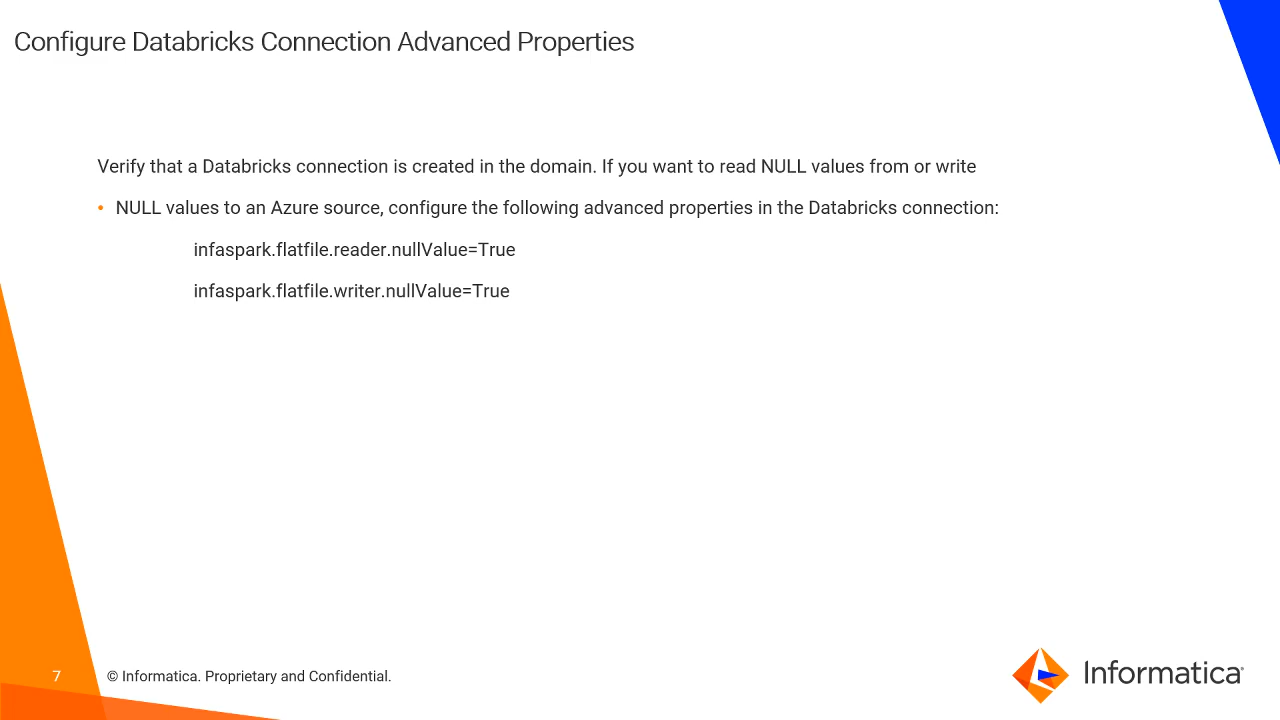 Configure Databricks Connection Advanced Properties
Verify that a Databricks connection is created in the domain. If you want to read NULL values from or write
• NULL values to an Azure source, configure the following advanced properties in the Databricks connection:
infaspark.flatfile.reader.nullValue=True
infaspark.flatfile.writer.nullValue=True
7
© Informatica. Proprietary and Confidential.
Informatica®